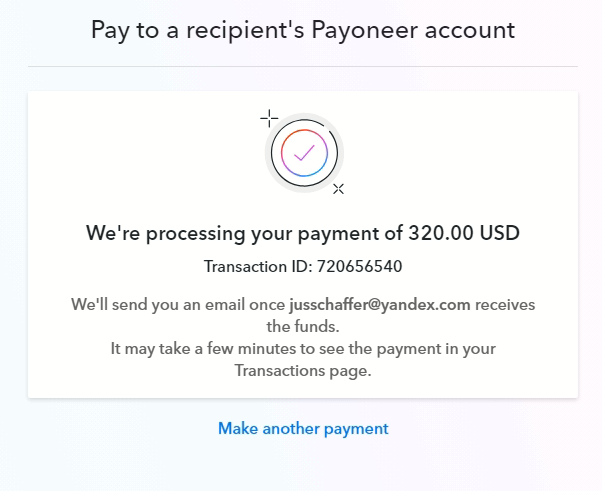 Pay to a recipient's Payoneer account
We're processing your payment of 320.00 USD
Transaction ID: 720656540
We'll send you an email once jusschaffer@yandex.com receives
the funds.
It may take a few minutes to see the payment in your
Transactions page.
Make another payment